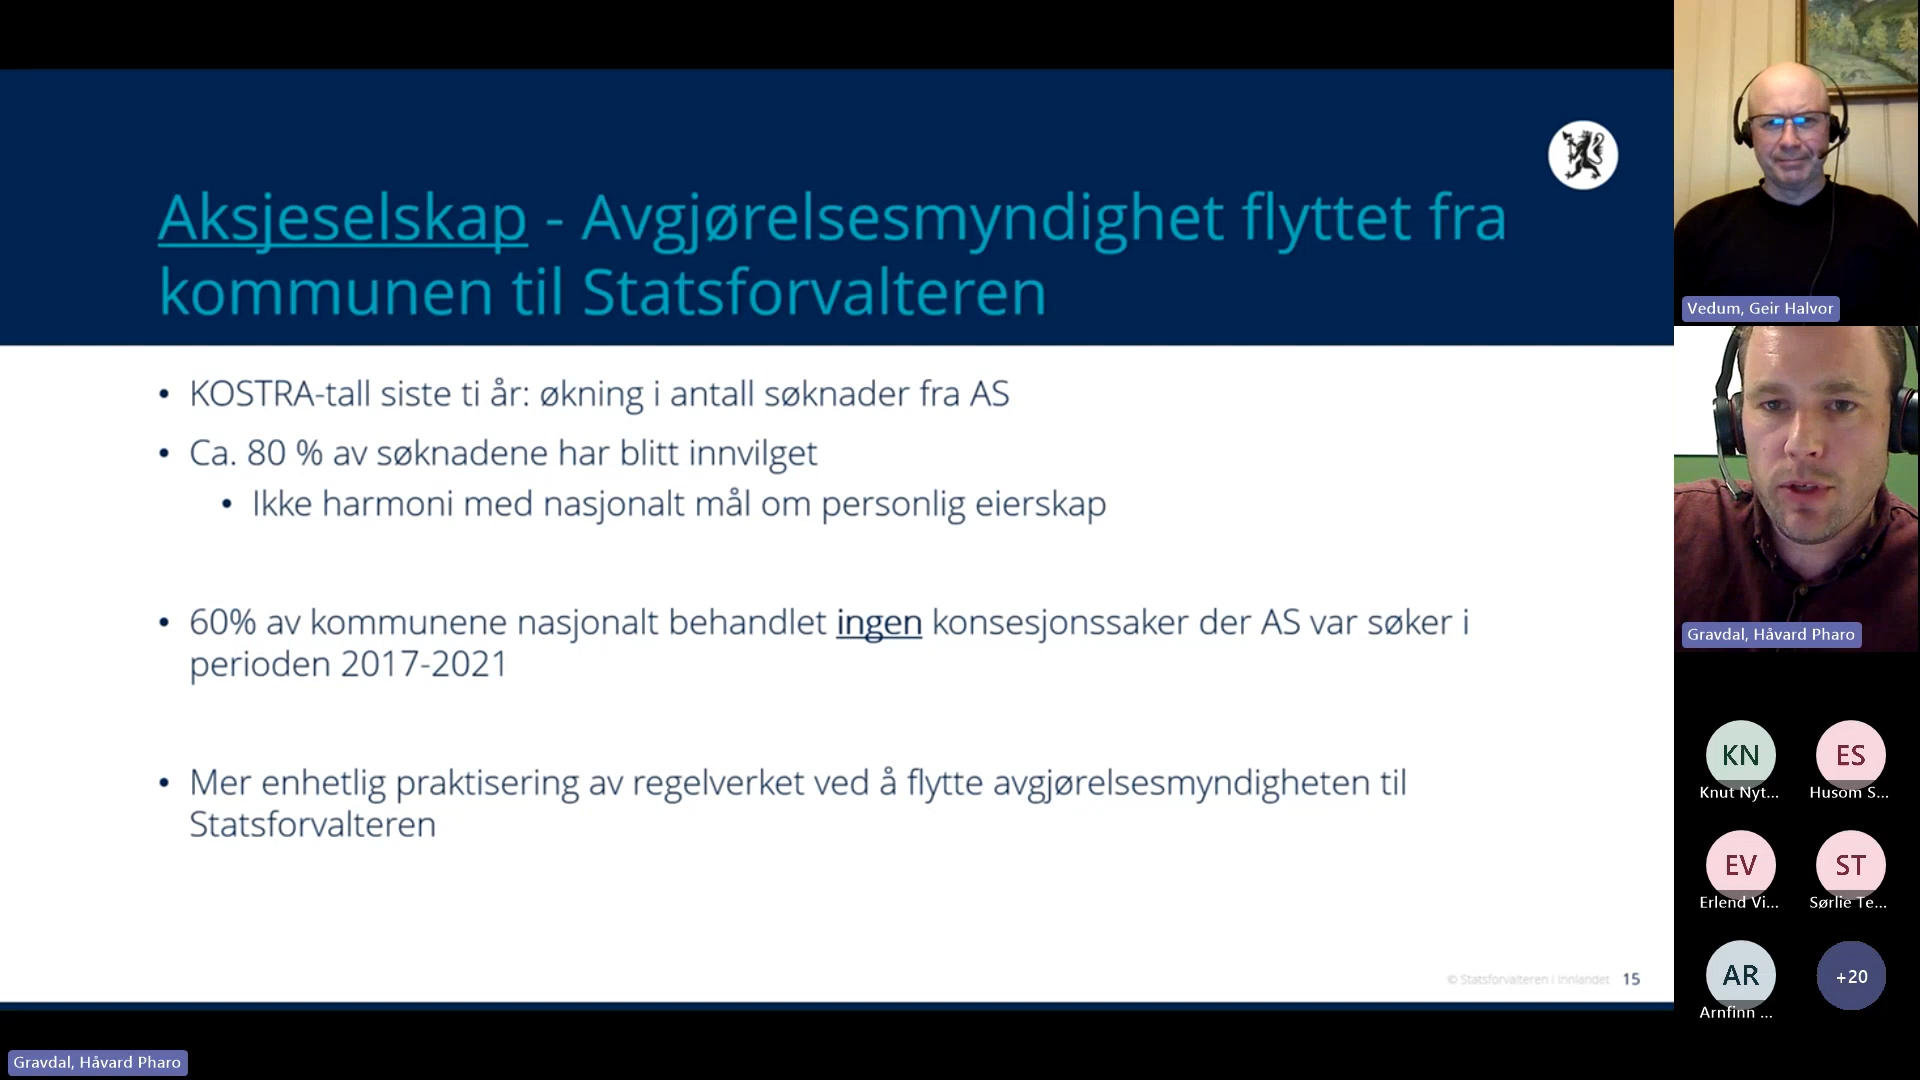 Aksjeselskap - Avgjørelsesmyndighet flyttet fra
kommunen til Statsforvalteren
• KOSTRA-tall siste ti år: økning i antall søknader fra AS
• Ca. 80 % av søknadene har blitt innvilget
• Ikke harmoni med nasjonalt mål om personlig eierskap
• 60% av kommunene nasjonalt behandlet ingen konsesjonssaker der AS var søker i
perioden 2017-2021
• Mer enhetlig praktisering av regelverket ved å flytte avgjørelsesmyndigheten til
Statsforvalteren
© Statsforvalteren i Innlandet 15
Gravdal, Håvard Pharo
Vedum, Geir Halvor
Gravdal, Håvard Pharo
KN
Knut Nyt...
ES
Husom S...
EV
Erlend Vi...
ST
Sørlie Te...
AR
Arnfinn ...
+20